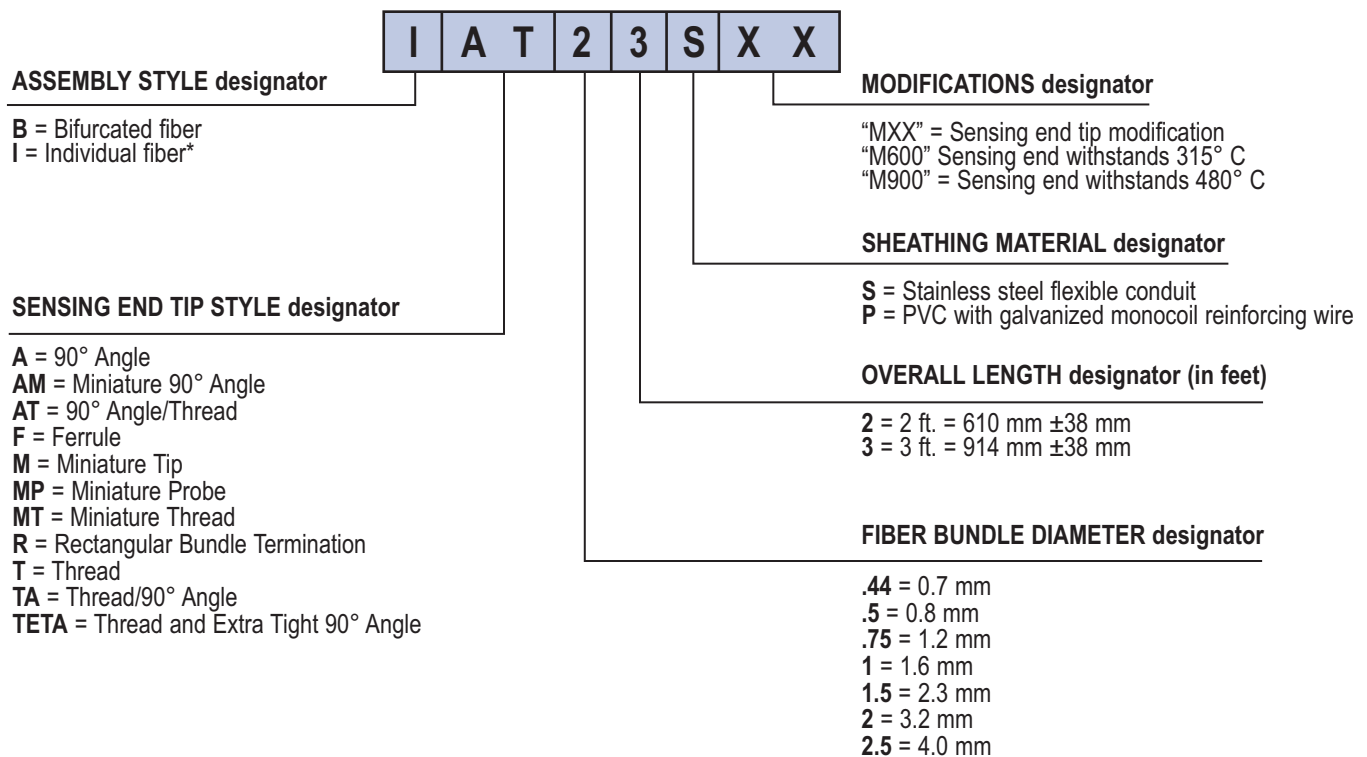 I A T 2 3 S X X
ASSEMBLY STYLE designator
B = Bifurcated fiber
I = Individual fiber*
SENSING END TIP STYLE designator
A = 90° Angle
AM = Miniature 90° Angle
AT = 90° Angle/Thread
F = Ferrule
M = Miniature Tip
MP = Miniature Probe
MT = Miniature Thread
R = Rectangular Bundle Termination
T = Thread
TA = Thread/90° Angle
TETA = Thread and Extra Tight 90° Angle
MODIFICATIONS designator
“MXX” = Sensing end tip modification
“M600” Sensing end withstands 315° C
“M900” = Sensing end withstands 480° C
SHEATHING MATERIAL designator
S = Stainless steel flexible conduit
P = PVC with galvanized monocoil reinforcing wire
OVERALL LENGTH designator (in feet)
2 = 2 ft. = 610 mm ±38 mm
3 = 3 ft. = 914 mm ±38 mm
FIBER BUNDLE DIAMETER designator
.44 = 0.7 mm
.5 = 0.8 mm
.75 = 1.2 mm
1 = 1.6 mm
1.5 = 2.3 mm
2 = 3.2 mm
2.5 = 4.0 mm